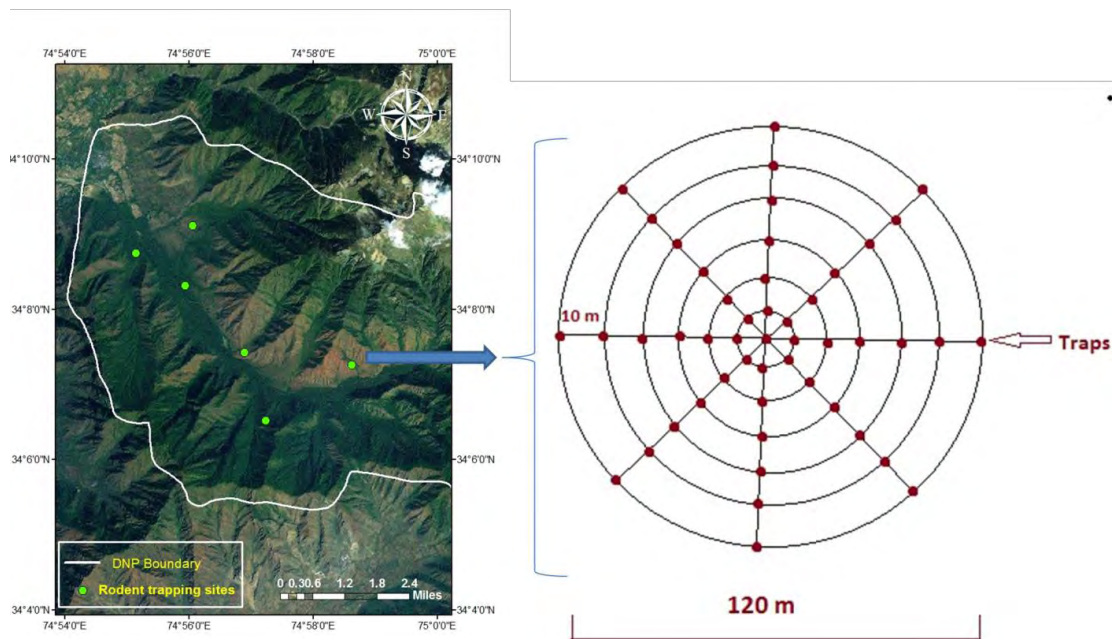 74°54'0"E 74°56'0"E 74°58'0"E 75°0'0"E
N
W E
S
34°10'0"N 34°10'0"N
34°8'0"N 34°8'0"N
34°6'0"N 34°6'0"N
34°4'0"N 34°4'0"N
DNP Boundary
Rodent trapping sites
0 0.30.6 1.2 1.8 2.4
Miles
74°54'0"E 74°56'0"E 74°58'0"E 75°0'0"E
10 m
Traps
120 m